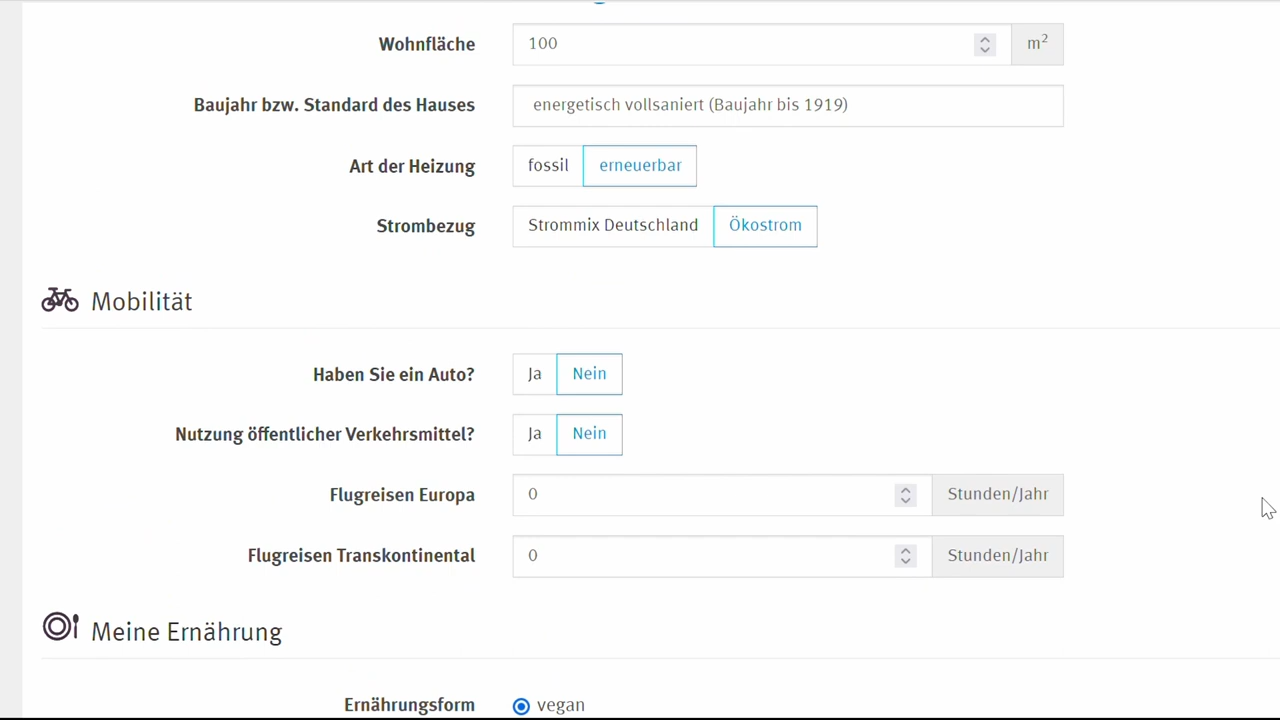 Wohnfläche 100 m²
Baujahr bzw. Standard des Hauses energetisch vollsaniert (Baujahr bis 1919)
Art der Heizung fossil erneuerbar
Strombezug Strommix Deutschland Ökostrom
Mobilität
Haben Sie ein Auto? Ja Nein
Nutzung öffentlicher Verkehrsmittel? Ja Nein
Flugreisen Europa 0 Stunden/Jahr
Flugreisen Transkontinental 0 Stunden/Jahr
Meine Ernährung
Ernährungsform vegan